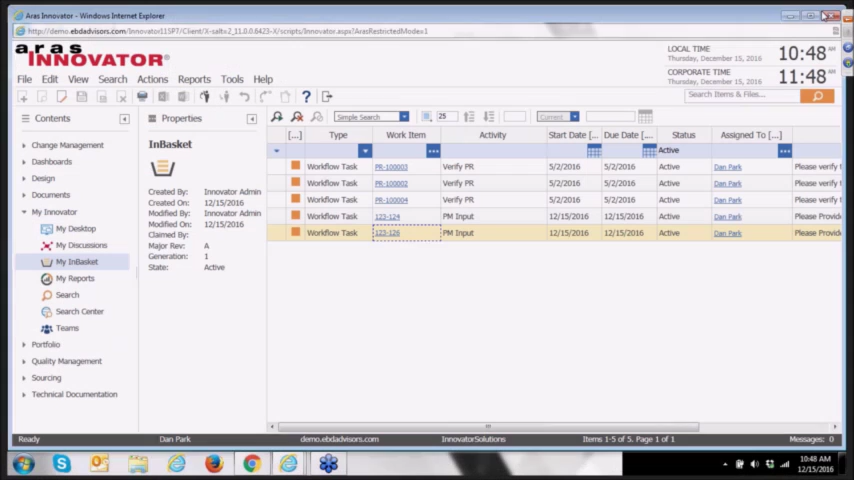 Aras Innovator - Windows Internet Explorer
http://demo.ebdadvisors.com/Innovator11SP7/Client/X-salt=2_11.0.0.6423-X/scripts/Innovator.aspx?ArasRestrictedMode=1
aras
INNOVATOR
LOCAL TIME
Thursday, December 15, 2016
10:48 AM
CORPORATE TIME
Thursday, December 15, 2016
11:48 AM
File Edit View Search Actions Reports Tools Help
Search Items & Files...
Contents
Properties
Simple Search
25
Current
Change Management
Dashboards
Design
Documents
My Innovator
My Desktop
My Discussions
My InBasket
My Reports
Search
Search Center
Teams
Portfolio
Quality Management
Sourcing
Technical Documentation
InBasket
Created By: Innovator Admin
Created On: 12/15/2016
Modified By: Innovator Admin
Modified On: 12/15/2016
Claimed By:
Major Rev: A
Generation: 1
State: Active
[...] Type Work Item Activity Start Date [... Due Date [... Status Assigned To [...]
Active
Workflow Task PR-100003 Verify PR 5/2/2016 5/2/2016 Active Dan Park Please verify t
Workflow Task PR-100002 Verify PR 5/2/2016 5/2/2016 Active Dan Park Please verify t
Workflow Task PR-100004 Verify PR 5/2/2016 5/2/2016 Active Dan Park Please verify t
Workflow Task 123-124 PM Input 12/15/2016 12/15/2016 Active Dan Park Please Provide
Workflow Task 123-126 PM Input 12/15/2016 12/15/2016 Active Dan Park Please Provide
Ready Dan Park demo.ebdadvisors.com InnovatorSolutions Items 1-5 of 5. Page 1 of 1 Messages: 0
10:48 AM
12/15/2016